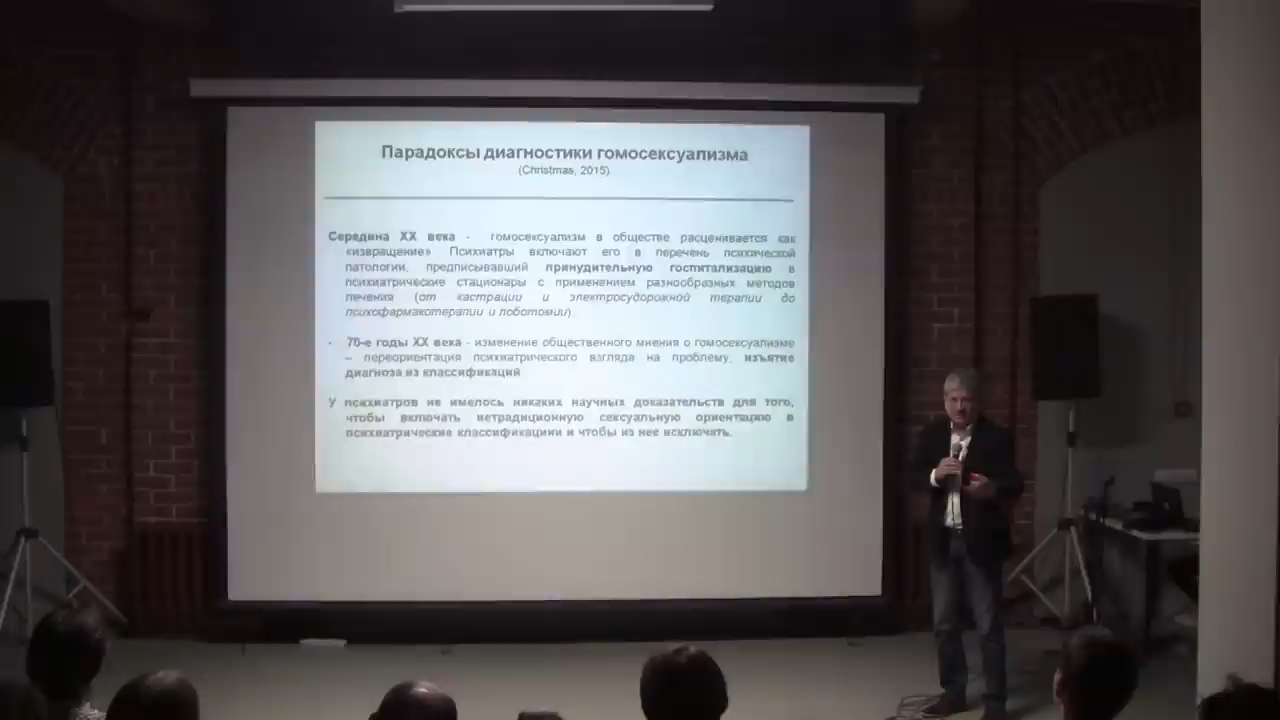 Парадоксы диагностики гомосексуализма
(Christmas, 2015).
Середина XX века - гомосексуализм в обществе расценивается как
«извращение» Психиатры включают его в перечень психической
патологии, предписывавший принудительную госпитализацию в
психиатрические стационары с применением разнообразных методов
лечения (от кастрации и электросудорожной терапии до
психофармакотерапии и лоботомии).
- 70-е годы XX века - изменение общественного мнения о гомосексуализме
– переориентация психиатрического взгляда на проблему, изъятие
диагноза из классификаций
У психиатров не имелось никаких научных доказательств для того,
чтобы включать нетрадиционную сексуальную ориентацию в
психиатрические классификациии и чтобы из нее исключать.